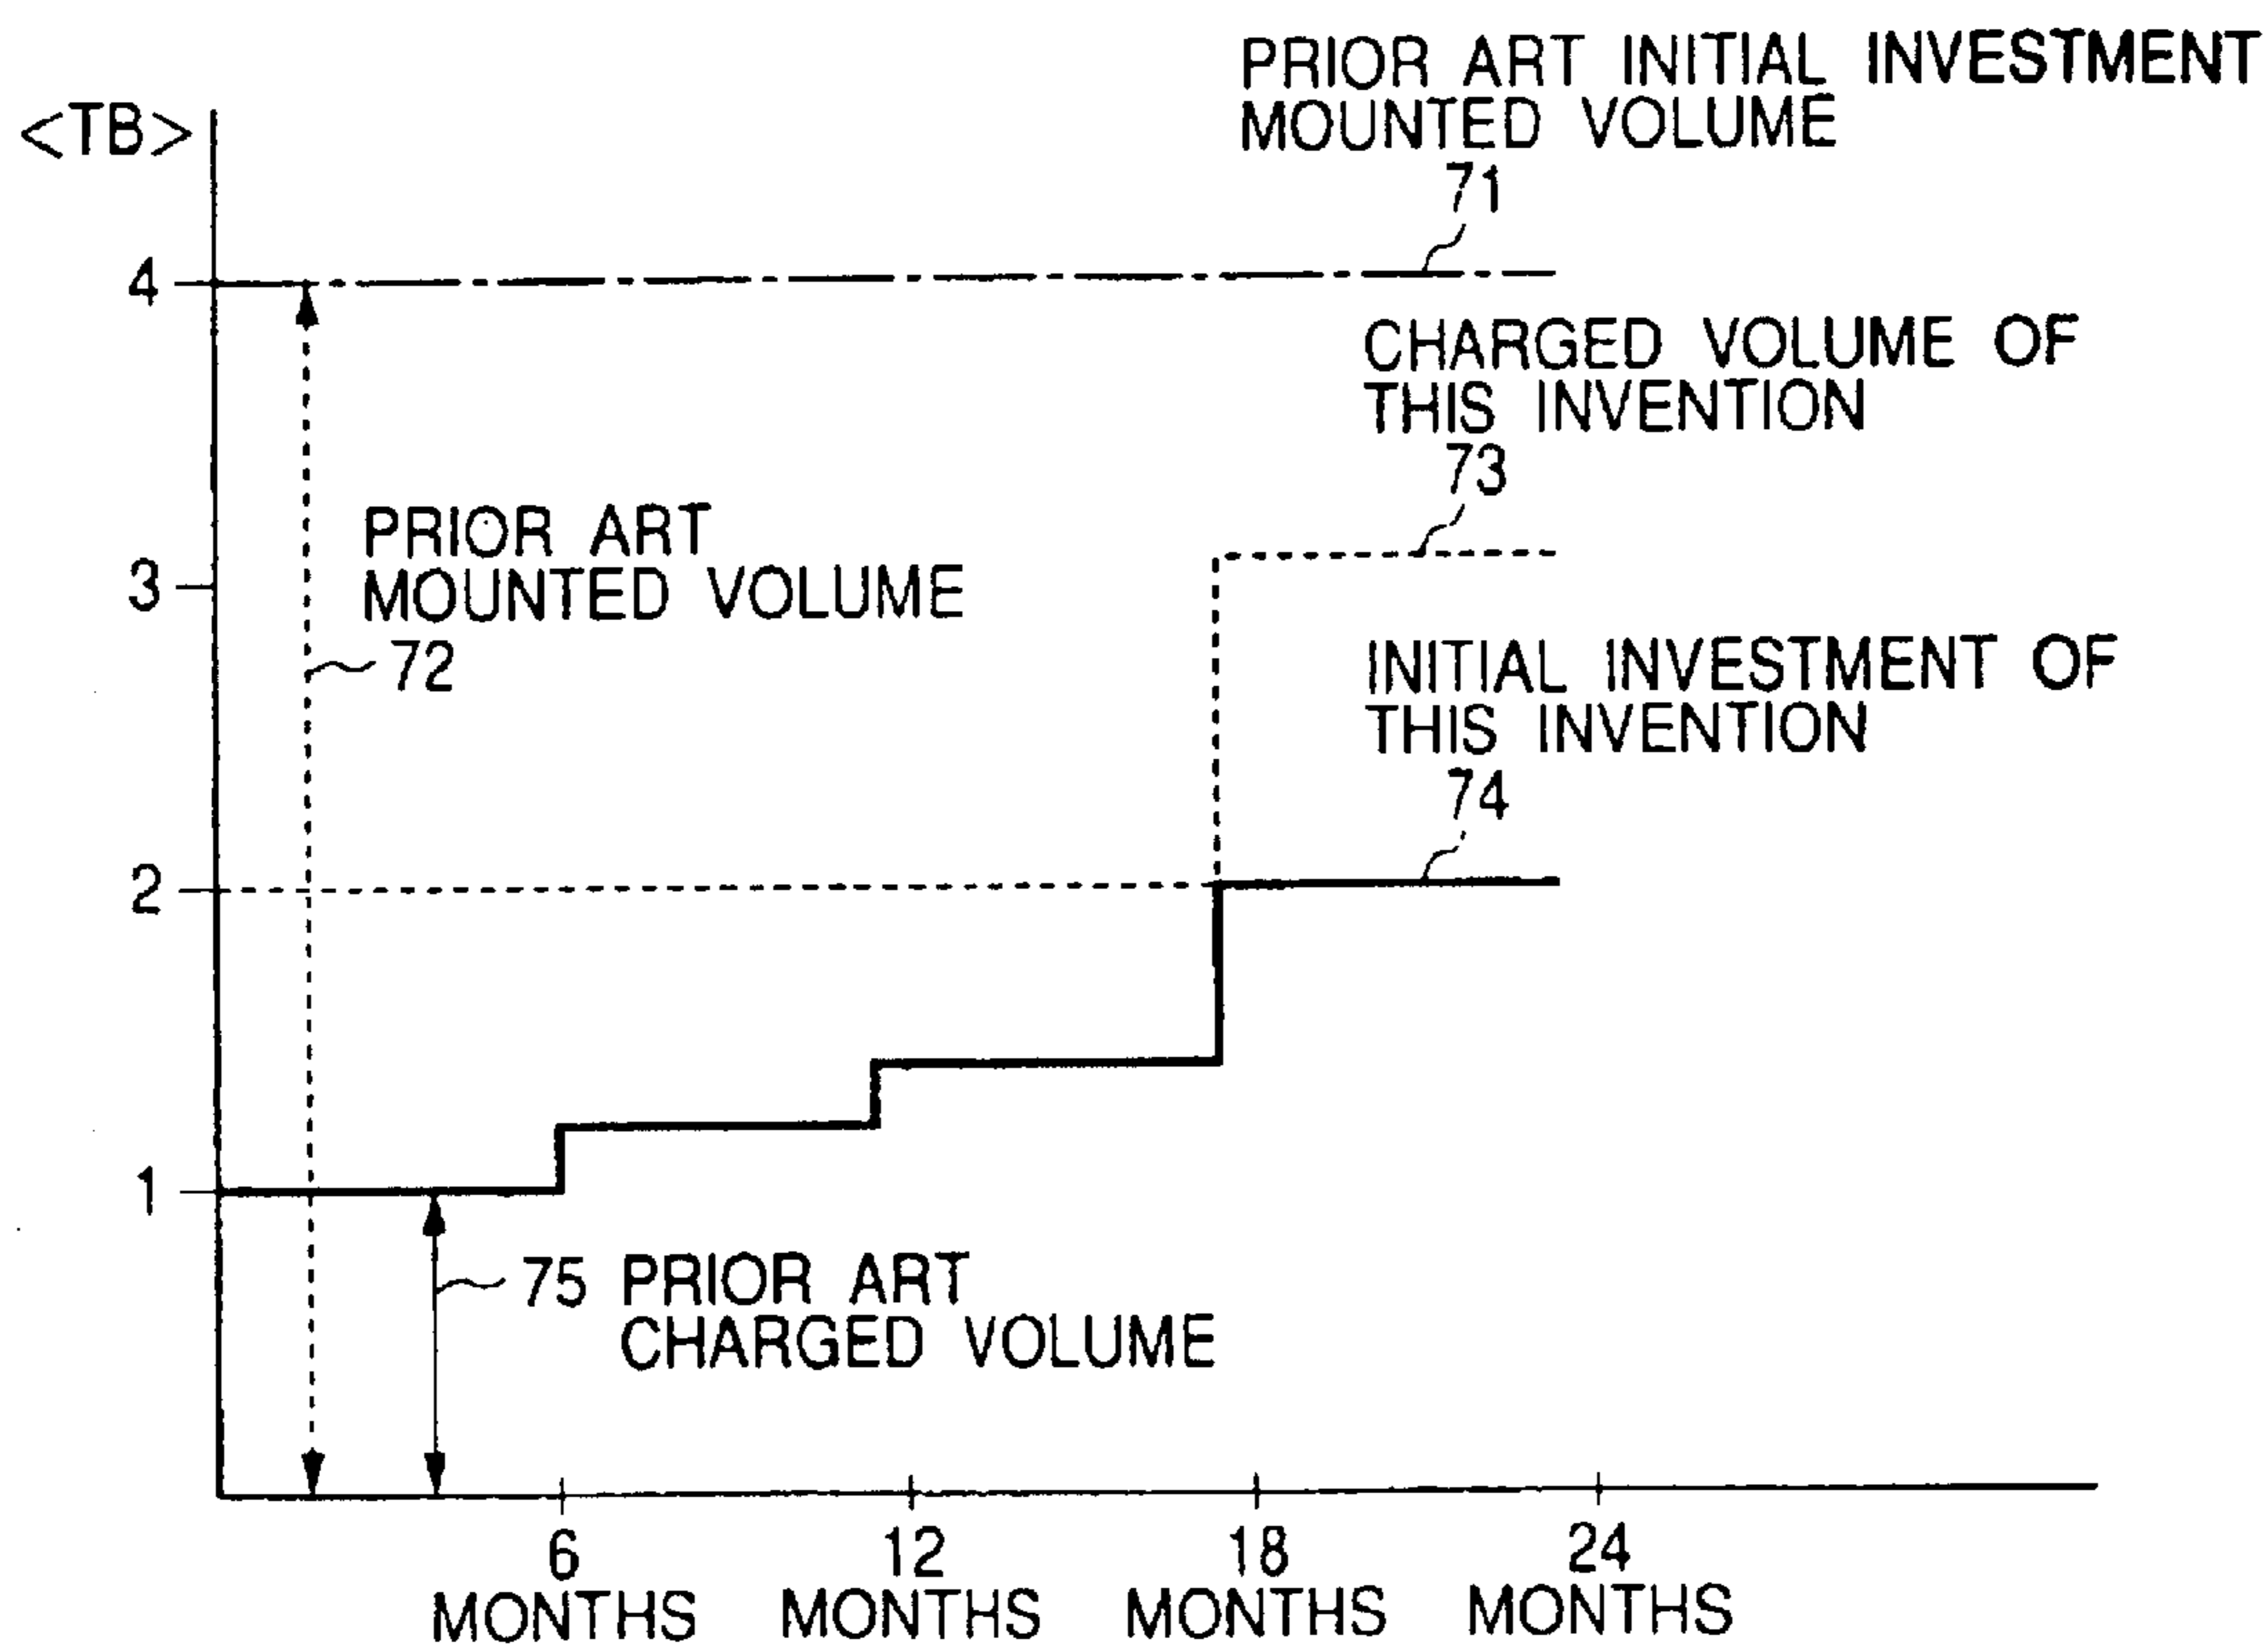 PRIOR ART INITIAL INVESTMENT
MOUNTED VOLUME
71
<TB>
4
CHARGED VOLUME OF
THIS INVENTION
73
PRIOR ART
MOUNTED VOLUME
72
3
INITIAL INVESTMENT OF
THIS INVENTION
74
2
1
75 PRIOR ART
CHARGED VOLUME
6
MONTHS
12
MONTHS
18
MONTHS
24
MONTHS